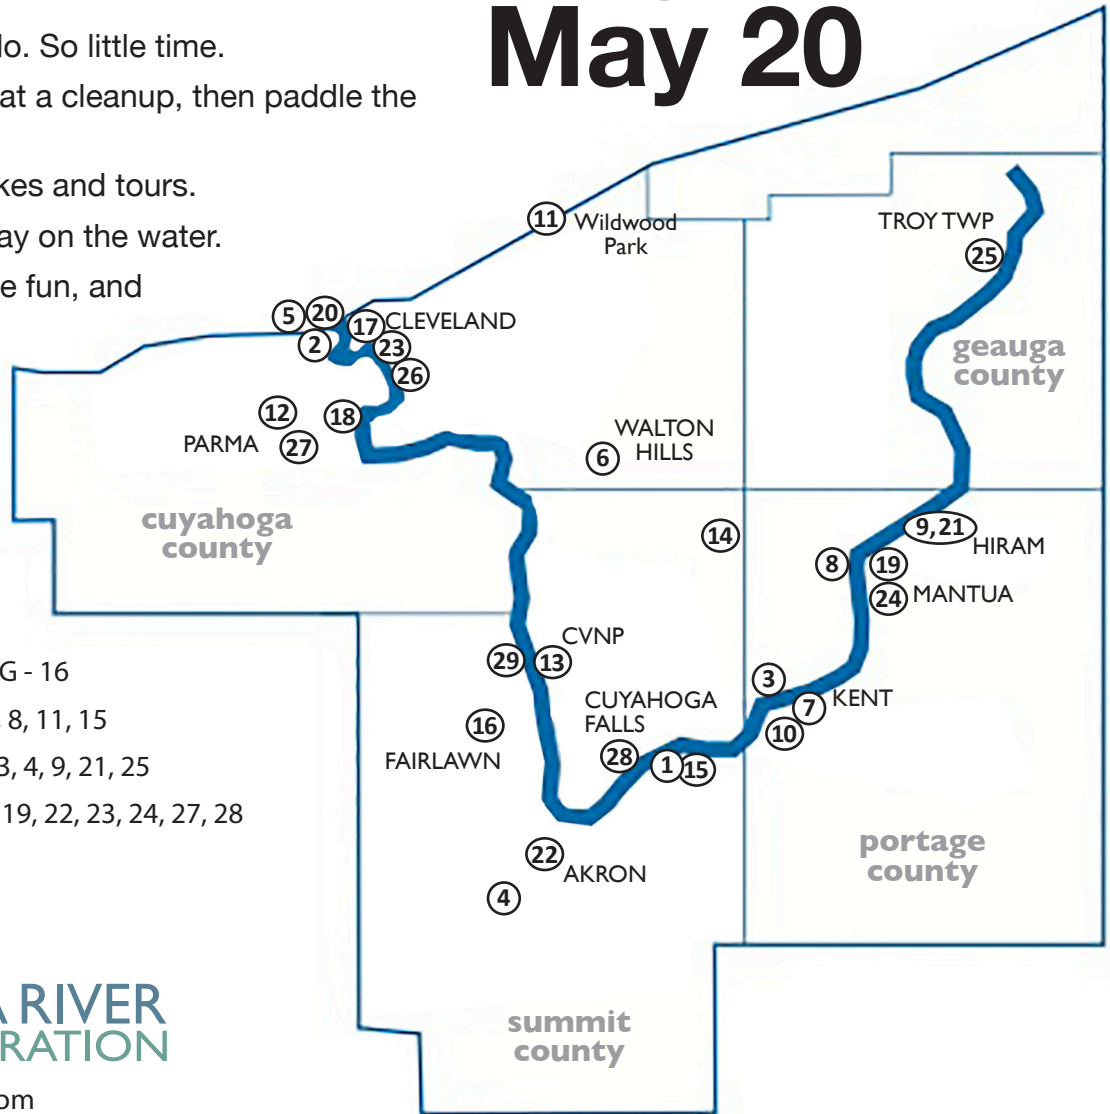 May 20
lo. So little time.
at a cleanup, then paddle the
kes and tours.
ay on the water.
e fun, and
11 Wildwood
Park
TROY TWP
25
5 20
17 CLEVELAND
2
23
26
geauga
county
12
18
PARMA
27
WALTON
HILLS
6
cuyahoga
county
14
9,21
HIRAM
8
19
24 MANTUA
CVNP
29 13
G - 16
8, 11, 15
3, 4, 9, 21, 25
19, 22, 23, 24, 27, 28
3
KENT
7
10
CUYAHOGA
FALLS
16
FAIRLAWN
28
1 15
22
AKRON
4
portage
county
summit
county
RIVER
RATION
om